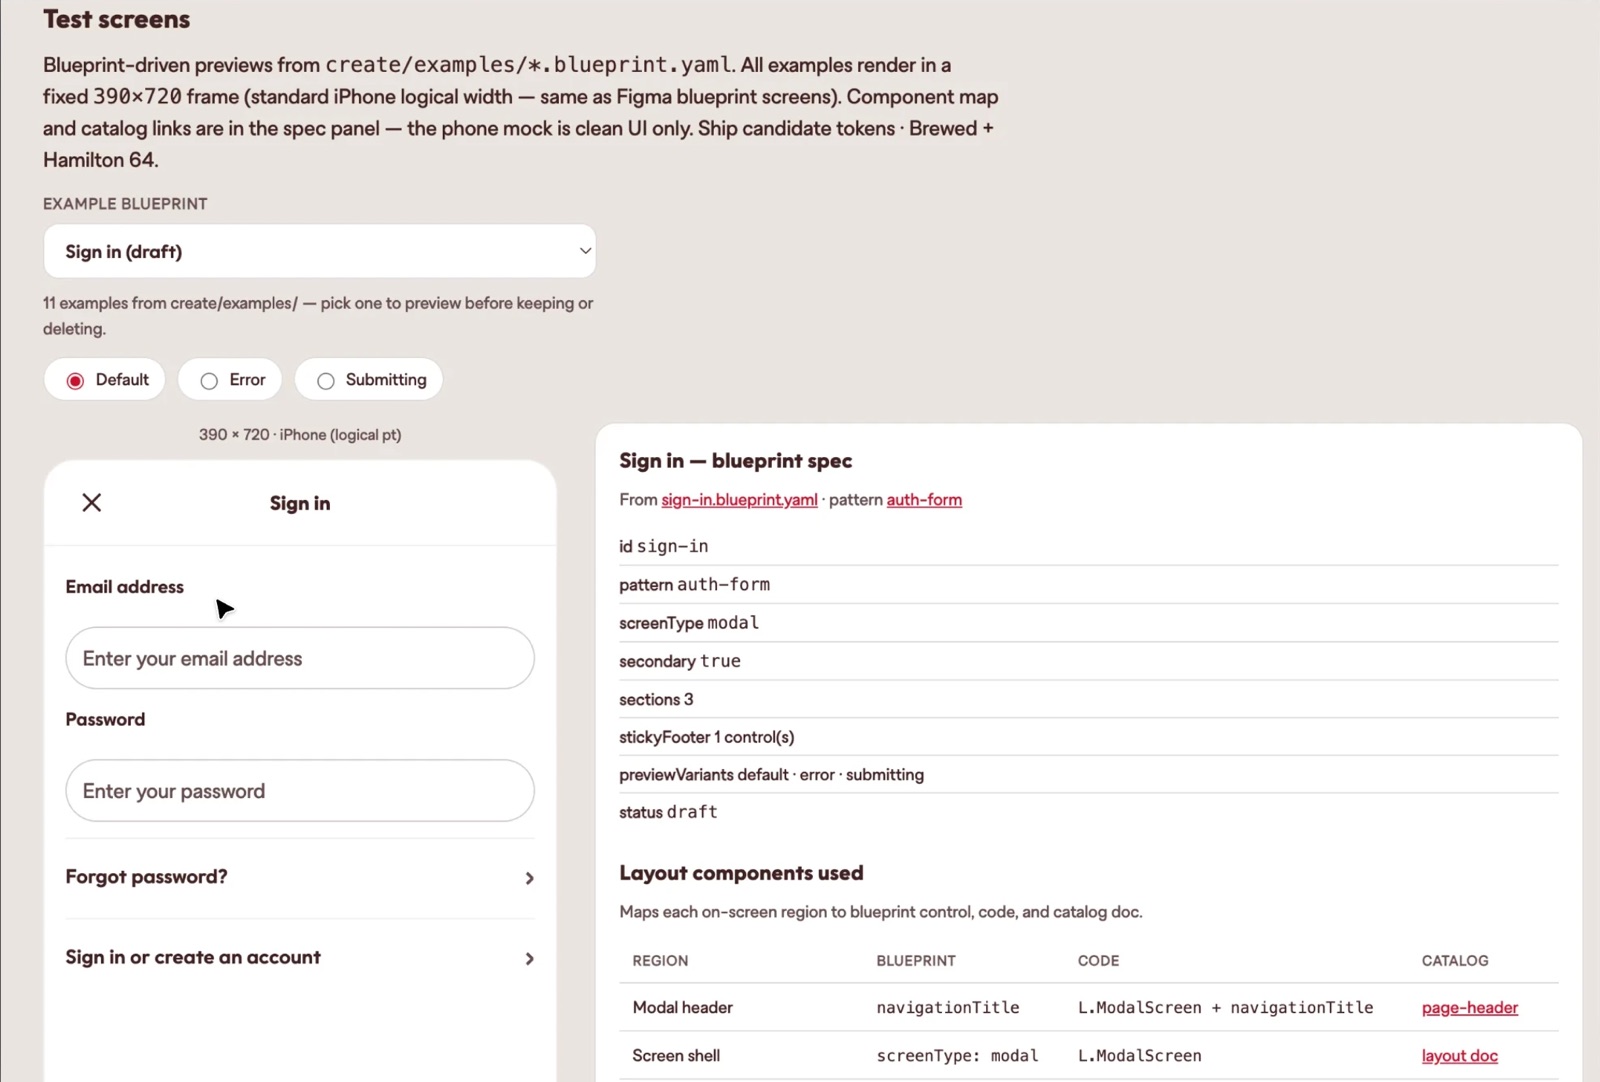 Test screens
Blueprint-driven previews from create/examples/*.blueprint.yaml. All examples render in a
fixed 390×720 frame (standard iPhone logical width — same as Figma blueprint screens). Component map
and catalog links are in the spec panel — the phone mock is clean UI only. Ship candidate tokens · Brewed +
Hamilton 64.
EXAMPLE BLUEPRINT
Sign in (draft)
11 examples from create/examples/ — pick one to preview before keeping or
deleting.
Default
Error
Submitting
390 × 720 · iPhone (logical pt)
Sign in
Email address
Enter your email address
Password
Enter your password
Forgot password?
Sign in or create an account
Sign in — blueprint spec
From sign-in.blueprint.yaml · pattern auth-form
id sign-in
pattern auth-form
screenType modal
secondary true
sections 3
stickyFooter 1 control(s)
previewVariants default · error · submitting
status draft
Layout components used
Maps each on-screen region to blueprint control, code, and catalog doc.
REGION BLUEPRINT CODE CATALOG
Modal header navigationTitle L.ModalScreen + navigationTitle page-header
Screen shell screenType: modal L.ModalScreen layout doc